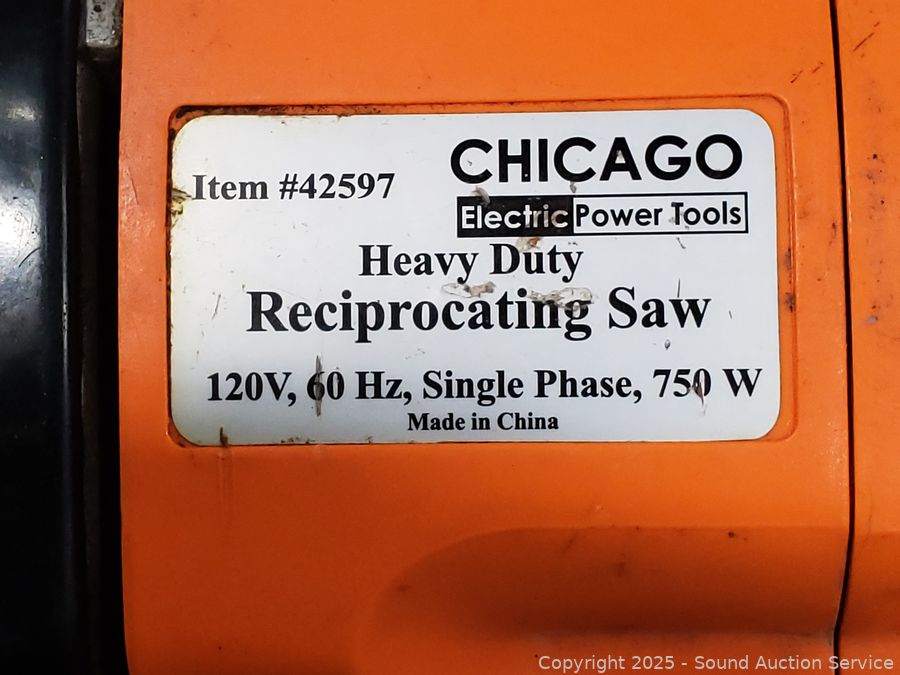 CHICAGO
Item #42597
Electric Power Tools
Heavy Duty
Reciprocating Saw
120V, 60 Hz, Single Phase, 750 W
Made in China
Copyright 2025 - Sound Auction Service